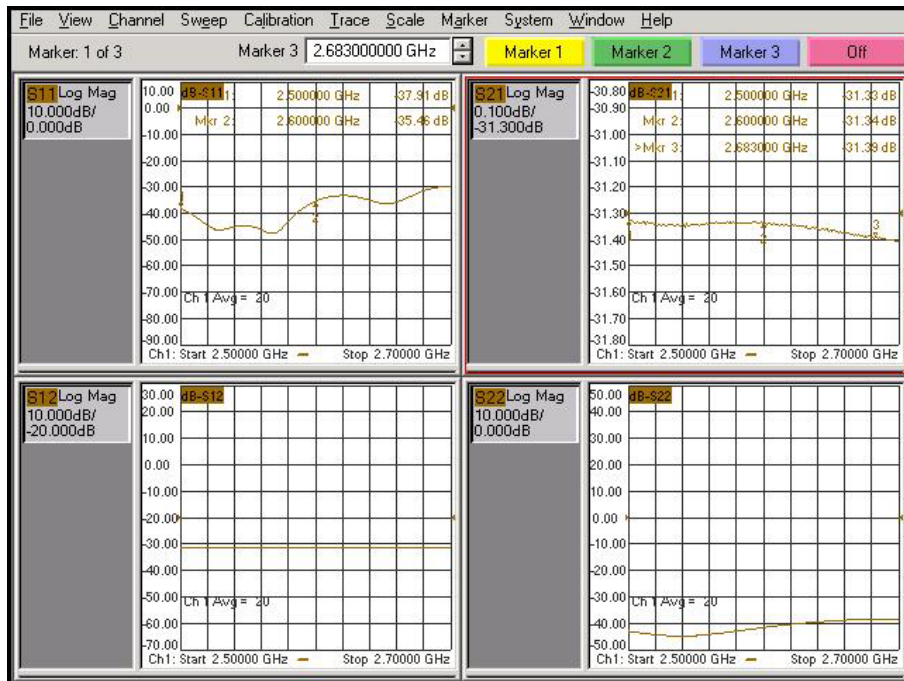 File View Channel Sweep Calibration Trace Scale Marker System Window Help
Marker: 1 of 3 Marker 3 2.683000000 GHz Marker 1 Marker 2 Marker 3 Off
S11 Log Mag
10.000dB/
0.000dB
10.00
0.00
-10.00
-20.00
-30.00
-40.00
-50.00
-60.00
-70.00
-80.00
-90.00
dB-S11 1: 2.500000 GHz -37.91 dB
Mkr 2: 2.600000 GHz -35.46 dB
Ch 1 Avg = 20
Ch1: Start 2.50000 GHz Stop 2.70000 GHz
S21 Log Mag
0.100dB/
-31.300dB
-30.80
-30.90
-31.00
-31.10
-31.20
-31.30
-31.40
-31.60
-31.70
-31.80
dB-S21 1: 2.500000 GHz -31.33 dB
Mkr 2: 2.600000 GHz -31.34 dB
>Mkr 3: 2.683000 GHz -31.39 dB
3
Ch 1 Avg = 20
Ch1: Start 2.50000 GHz Stop 2.70000 GHz
S12 Log Mag
10.000dB/
-20.000dB
30.00
20.00
10.00
0.00
-10.00
-20.00
-30.00
-40.00
-50.00
-60.00
-70.00
dB-S12
Ch 1 Avg = 20
Ch1: Start 2.50000 GHz Stop 2.70000 GHz
S22 Log Mag
10.000dB/
0.000dB
50.00
30.00
20.00
0.00
-10.00
-20.00
-40.00
-50.00
dB-S22
Ch 1 Avg = 20
Ch1: Start 2.50000 GHz Stop 2.70000 GHz